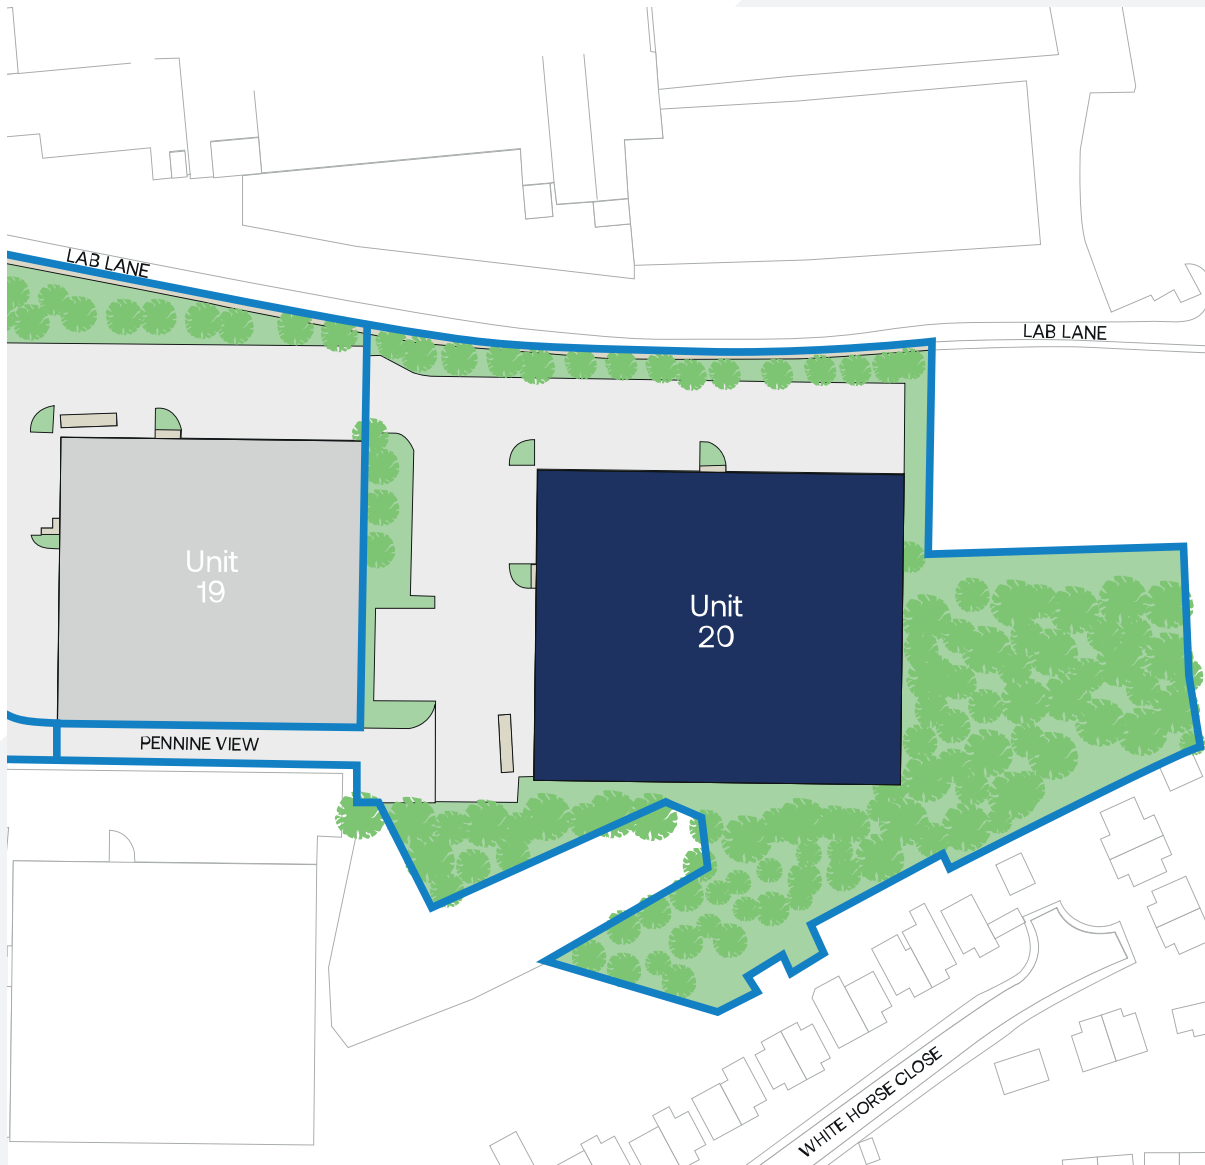 LAB LANE
LAB LANE
Unit
19
Unit
20
PENNINE VIEW
WHITE HORSE CLOSE